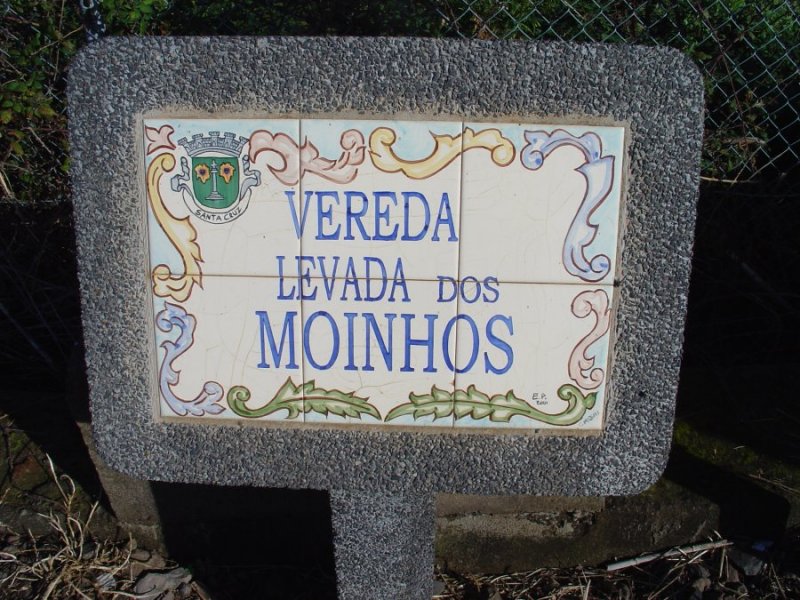 SANTA CRUZ
VEREDA
LEVADA DOS
MOINHOS
E.P.